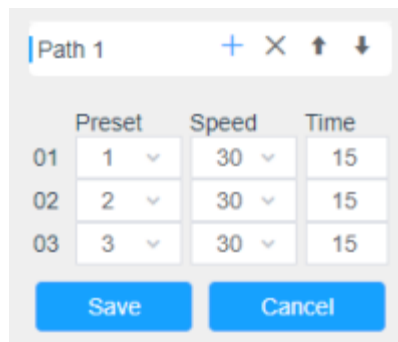 Path 1
Preset Speed Time
01 1 30 15
02 2 30 15
03 3 30 15
Save Cancel